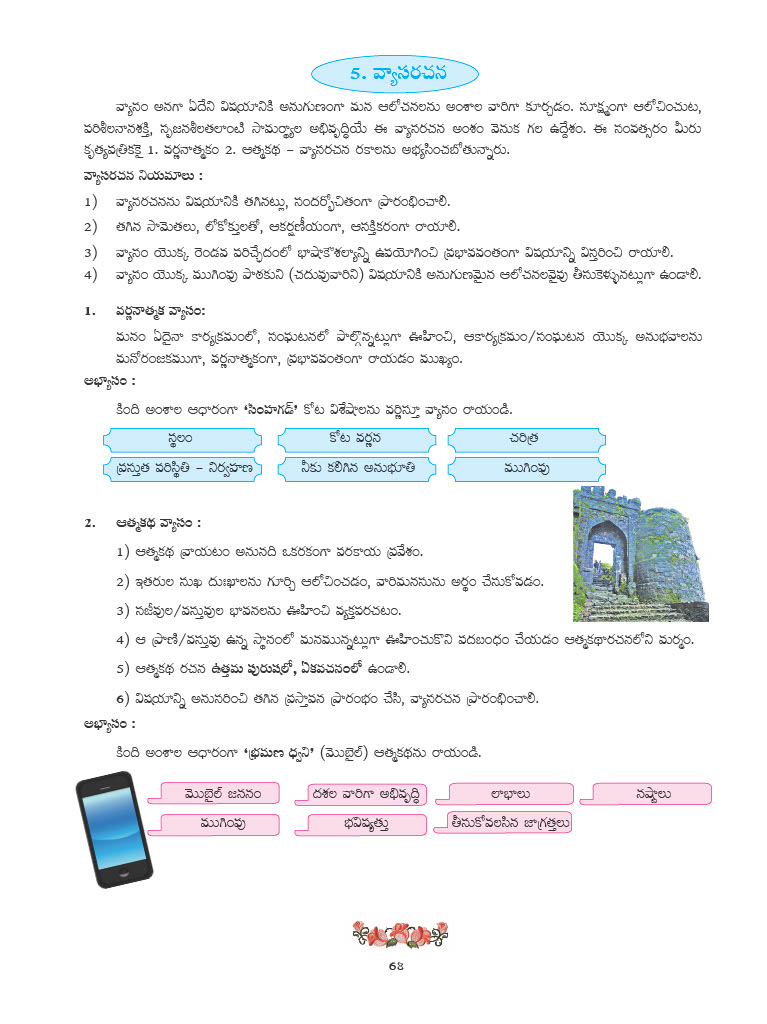 5. వ్యాసరచన
వ్యాసం అనగా ఏదేని విషయానికి అనుగుణంగా మన ఆలోచనలను అంశాల వారిగా కూర్చడం. సూక్ష్మంగా ఆలోచించుట,
పరిశీలనానశక్తి, సృజనశీలతలాంటి సామర్థ్యాల అభివృద్ధియే ఈ వ్యాసరచన అంశం వెనుక గల ఉద్దేశం. ఈ సంవత్సరం మీరు
కృత్యపత్రికకై 1. వర్ణనాత్మకం 2. ఆత్మకథ – వ్యాసరచన రకాలను అభ్యసించబోతున్నారు.
వ్యాసరచన నియమాలు :
1) వ్యాసరచనను విషయానికి తగినట్లు, సందర్భోచితంగా ప్రారంభించాలి.
2) తగిన సామెతలు, లోకోక్తులతో, ఆకర్షణీయంగా, ఆసక్తికరంగా రాయాలి.
3) వ్యాసం యొక్క రెండవ పరిచ్ఛేదంలో భాషాకౌశల్యాన్ని ఉపయోగించి ప్రభావవంతంగా విషయాన్ని విస్తరించి రాయాలి.
4) వ్యాసం యొక్క ముగింపు పాఠకుని (చదువువారిని) విషయానికి అనుగుణమైన ఆలోచనలవైపు తీసుకెళ్ళునట్లుగా ఉండాలి.
1. వర్ణనాత్మక వ్యాసం:
మనం ఏదైనా కార్యక్రమంలో, సంఘటనలో పాల్గొన్నట్లుగా ఊహించి, ఆకార్యక్రమం/సంఘటన యొక్క అనుభవాలను
మనోరంజకముగా, వర్ణనాత్మకంగా, ప్రభావవంతంగా రాయడం ముఖ్యం.
అభ్యాసం :
కింది అంశాల ఆధారంగా ‘సింహగడ్’ కోట విశేషాలను వర్ణిస్తూ వ్యాసం రాయండి.
స్థలం కోట వర్ణన చరిత్ర
ప్రస్తుత పరిస్థితి – నిర్వహణ నీకు కలిగిన అనుభూతి ముగింపు
2. ఆత్మకథ వ్యాసం :
1) ఆత్మకథ వ్రాయటం అనునది ఒకరకంగా పరకాయ ప్రవేశం.
2) ఇతరుల సుఖ దుఃఖాలను గూర్చి ఆలోచించడం, వారిమనసును అర్థం చేసుకోవడం.
3) సజీవుల/వస్తువుల భావనలను ఊహించి వ్యక్తపరచటం.
4) ఆ ప్రాణి/వస్తువు ఉన్న స్థానంలో మనమున్నట్లుగా ఊహించుకొని పదబంధం చేయడం ఆత్మకథారచనలోని మర్మం.
5) ఆత్మకథ రచన ఉత్తమ పురుషలో, ఏకవచనంలో ఉండాలి.
6) విషయాన్ని అనుసరించి తగిన ప్రస్తావన ప్రారంభం చేసి, వ్యాసరచన ప్రారంభించాలి.
అభ్యాసం :
కింది అంశాల ఆధారంగా ‘భ్రమణ ధ్వని’ (మొబైల్) ఆత్మకథను రాయండి.
మొబైల్ జననం దశల వారిగా అభివృద్ధి లాభాలు నష్టాలు
ముగింపు భవిష్యత్తు తీసుకోవలసిన జాగ్రత్తలు
68